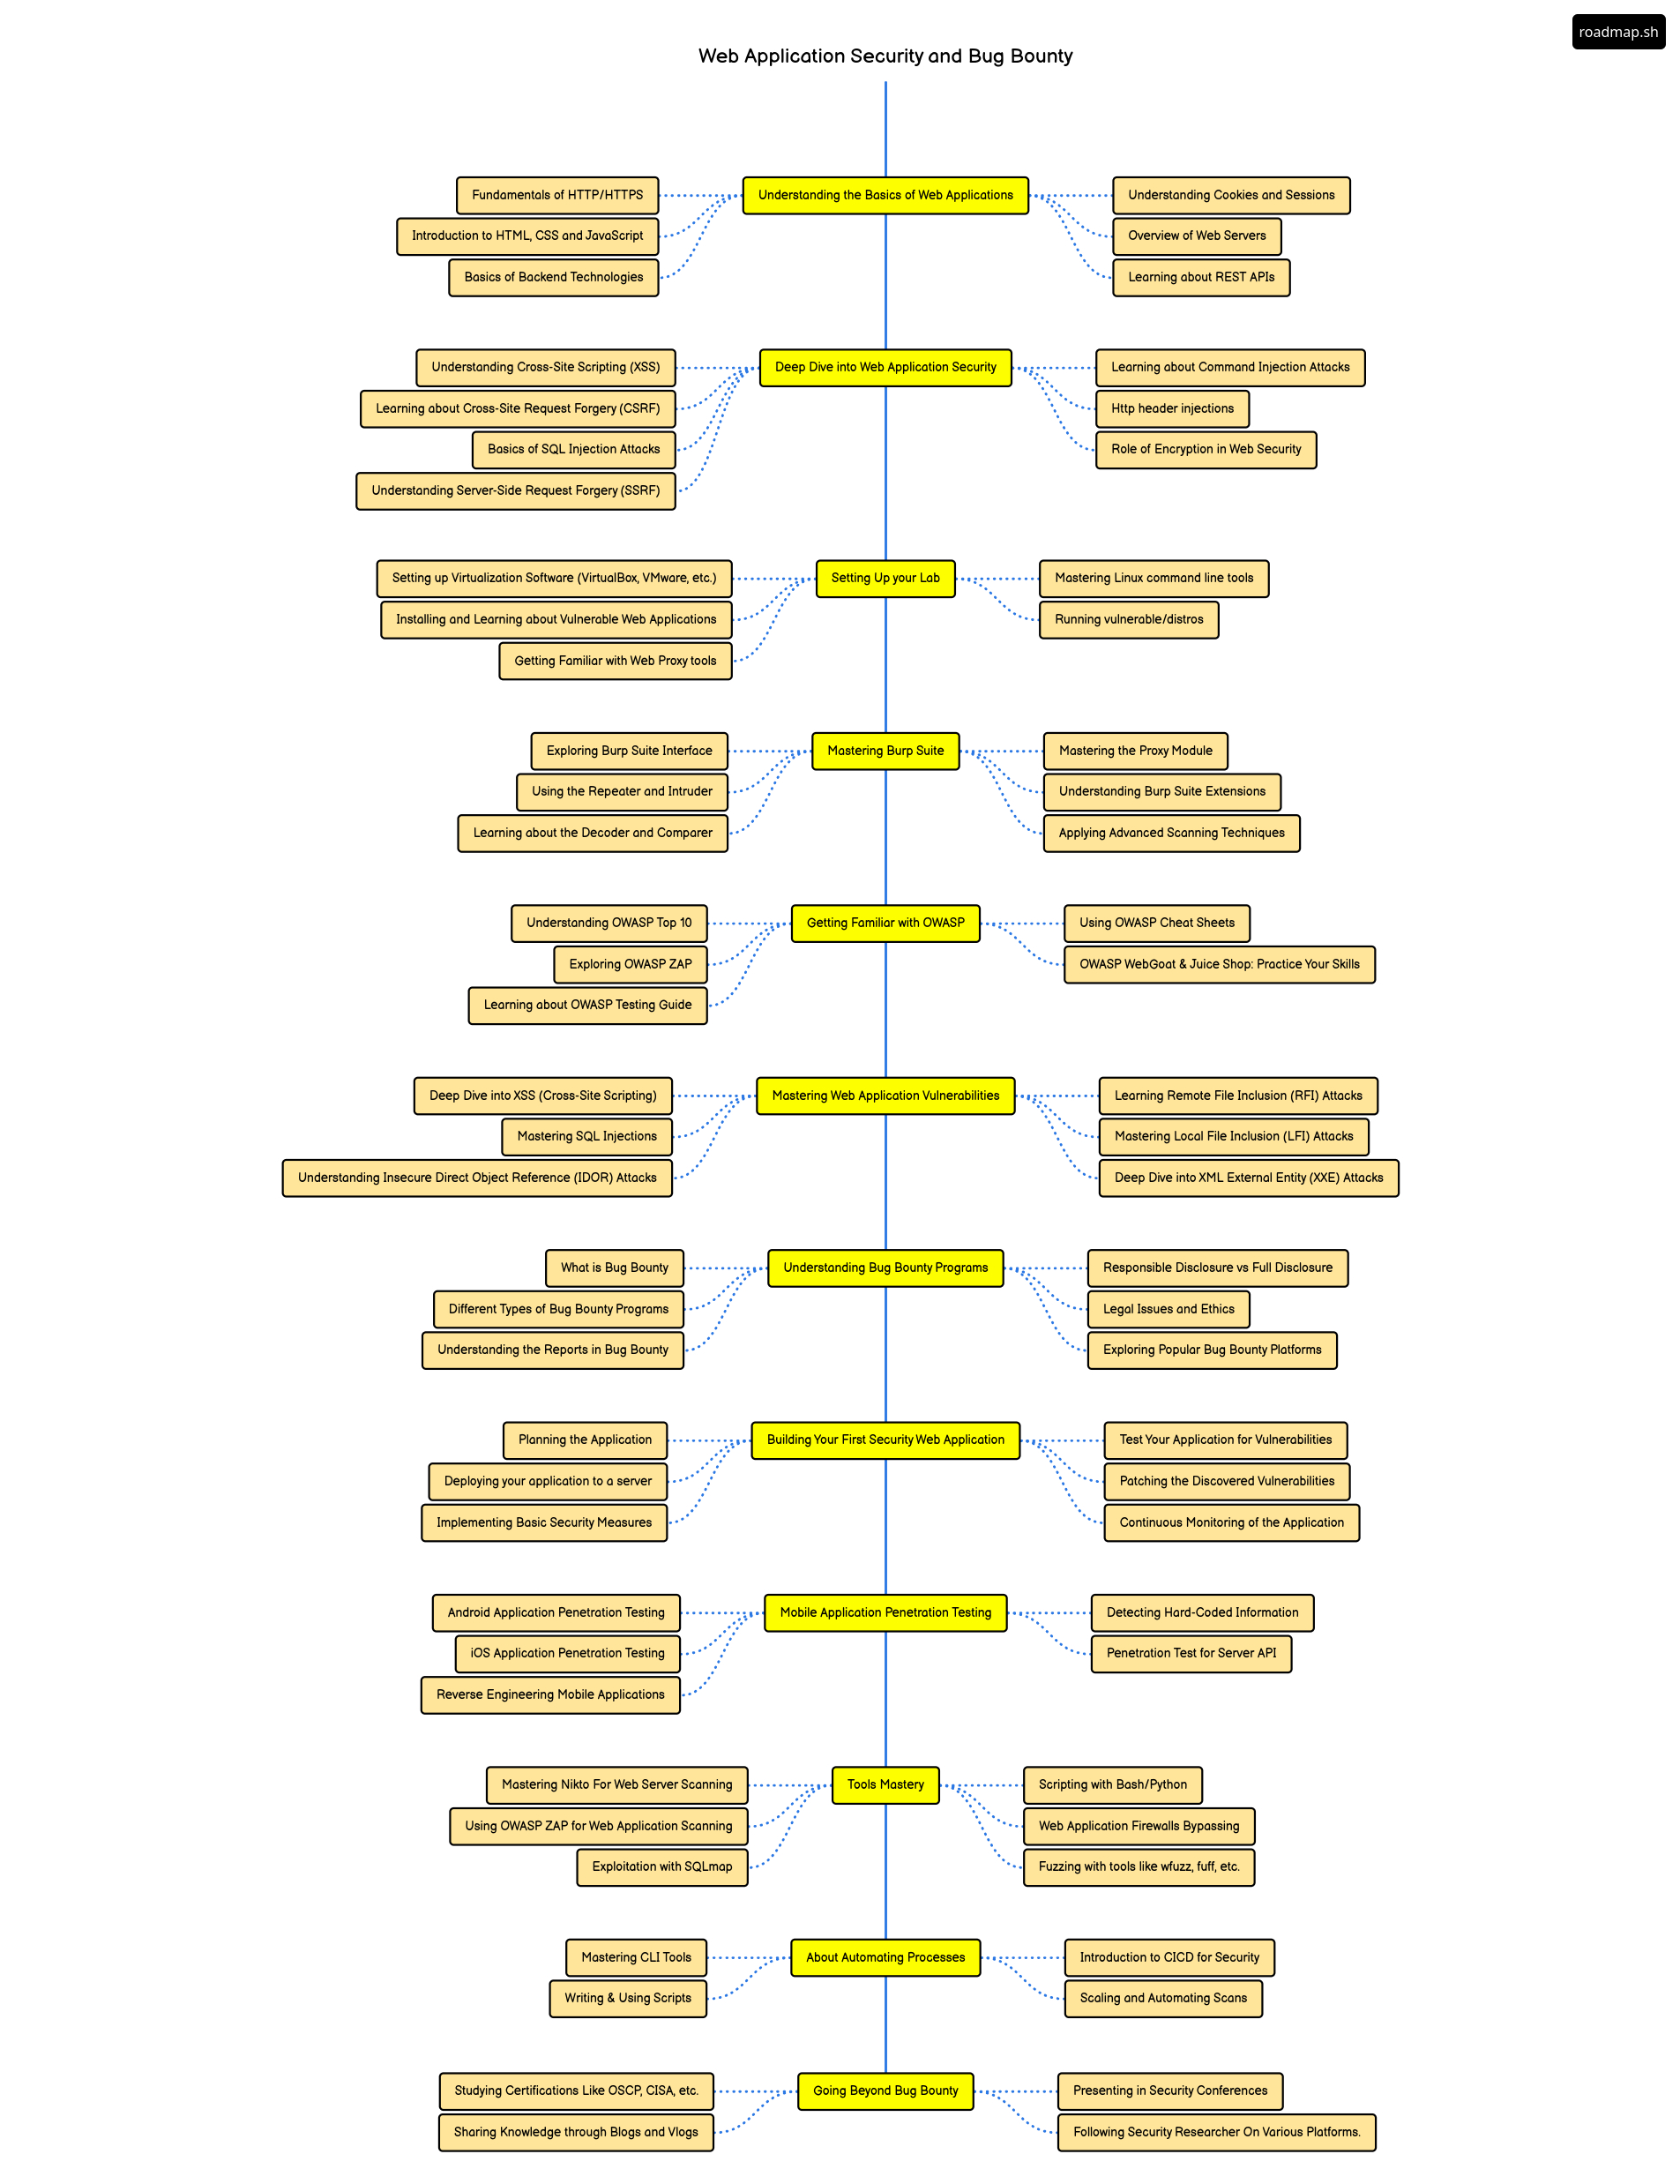 roadmap.sh
Web Application Security and Bug Bounty
Fundamentals of HTTP/HTTPS
Introduction to HTML, CSS and JavaScript
Basics of Backend Technologies
Understanding the Basics of Web Applications
Understanding Cookies and Sessions
Overview of Web Servers
Learning about REST APIs
Understanding Cross-Site Scripting (XSS)
Learning about Cross-Site Request Forgery (CSRF)
Basics of SQL Injection Attacks
Understanding Server-Side Request Forgery (SSRF)
Deep Dive into Web Application Security
Learning about Command Injection Attacks
Http header injections
Role of Encryption in Web Security
Setting up Virtualization Software (VirtualBox, VMware, etc.)
Installing and Learning about Vulnerable Web Applications
Getting Familiar with Web Proxy tools
Setting Up your Lab
Mastering Linux command line tools
Running vulnerable/distros
Exploring Burp Suite Interface
Using the Repeater and Intruder
Learning about the Decoder and Comparer
Mastering Burp Suite
Mastering the Proxy Module
Understanding Burp Suite Extensions
Applying Advanced Scanning Techniques
Understanding OWASP Top 10
Exploring OWASP ZAP
Learning about OWASP Testing Guide
Getting Familiar with OWASP
Using OWASP Cheat Sheets
OWASP WebGoat & Juice Shop: Practice Your Skills
Deep Dive into XSS (Cross-Site Scripting)
Mastering SQL Injections
Understanding Insecure Direct Object Reference (IDOR) Attacks
Mastering Web Application Vulnerabilities
Learning Remote File Inclusion (RFI) Attacks
Mastering Local File Inclusion (LFI) Attacks
Deep Dive into XML External Entity (XXE) Attacks
What is Bug Bounty
Different Types of Bug Bounty Programs
Understanding the Reports in Bug Bounty
Understanding Bug Bounty Programs
Responsible Disclosure vs Full Disclosure
Legal Issues and Ethics
Exploring Popular Bug Bounty Platforms
Planning the Application
Deploying your application to a server
Implementing Basic Security Measures
Building Your First Security Web Application
Test Your Application for Vulnerabilities
Patching the Discovered Vulnerabilities
Continuous Monitoring of the Application
Android Application Penetration Testing
iOS Application Penetration Testing
Reverse Engineering Mobile Applications
Mobile Application Penetration Testing
Detecting Hard-Coded Information
Penetration Test for Server API
Mastering Nikto For Web Server Scanning
Using OWASP ZAP for Web Application Scanning
Exploitation with SQLmap
Tools Mastery
Scripting with Bash/Python
Web Application Firewalls Bypassing
Fuzzing with tools like wfuzz, fuff, etc.
Mastering CLI Tools
Writing & Using Scripts
About Automating Processes
Introduction to CICD for Security
Scaling and Automating Scans
Studying Certifications Like OSCP, CISA, etc.
Sharing Knowledge through Blogs and Vlogs
Going Beyond Bug Bounty
Presenting in Security Conferences
Following Security Researcher On Various Platforms.